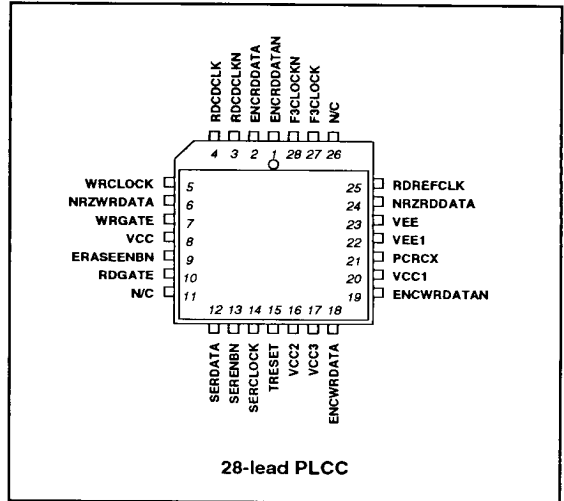 RDCDCLK
RDCDCLKN
ENCRDDATA
ENCRDDATAN
F3CLOCKN
F3CLOCK
N/C
4 3 2 1 28 27 26
WRCLOCK 5
NRZWRDATA 6
WRGATE 7
VCC 8
ERASEENBN 9
RDGATE 10
N/C 11
25 RDREFCLK
24 NRZRDDATA
23 VEE
22 VEE1
21 PCRCX
20 VCC1
19 ENCWRDATAN
12 13 14 15 16 17 18
SERDATA
SERENBN
SERCLOCK
TRESET
VCC2
VCC3
ENCWRDATA
28-lead PLCC